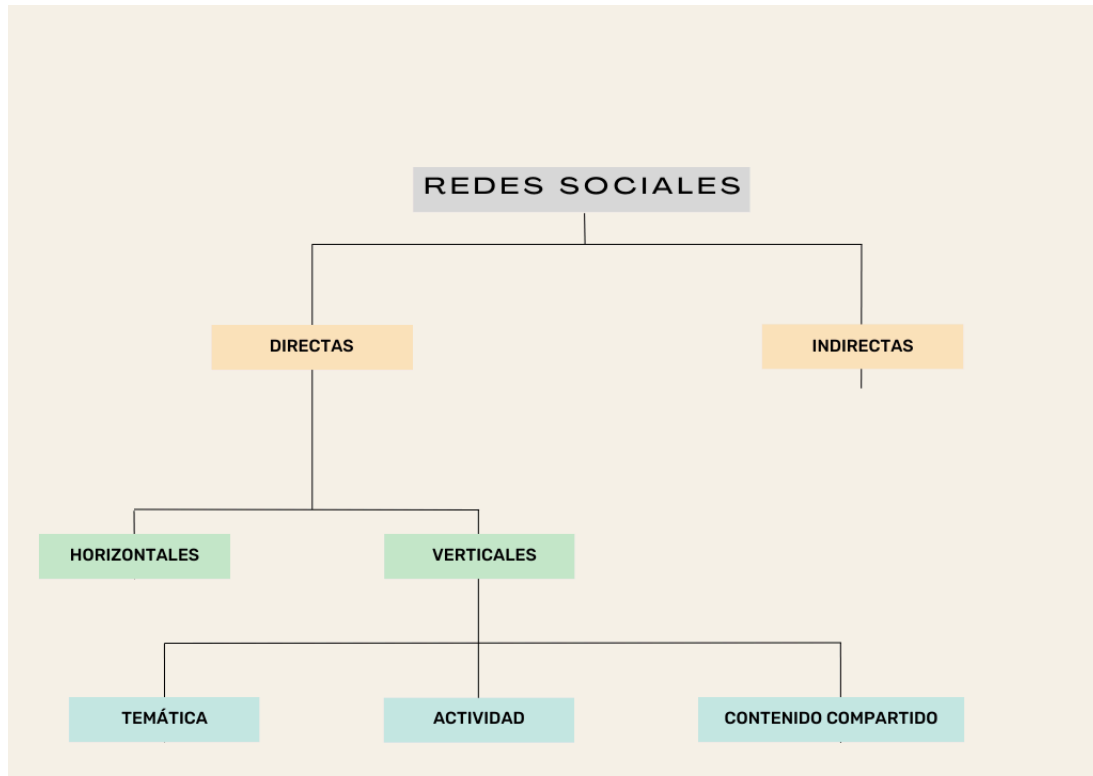 REDES SOCIALES
DIRECTAS
INDIRECTAS
HORIZONTALES
VERTICALES
TEMÁTICA
ACTIVIDAD
CONTENIDO COMPARTIDO